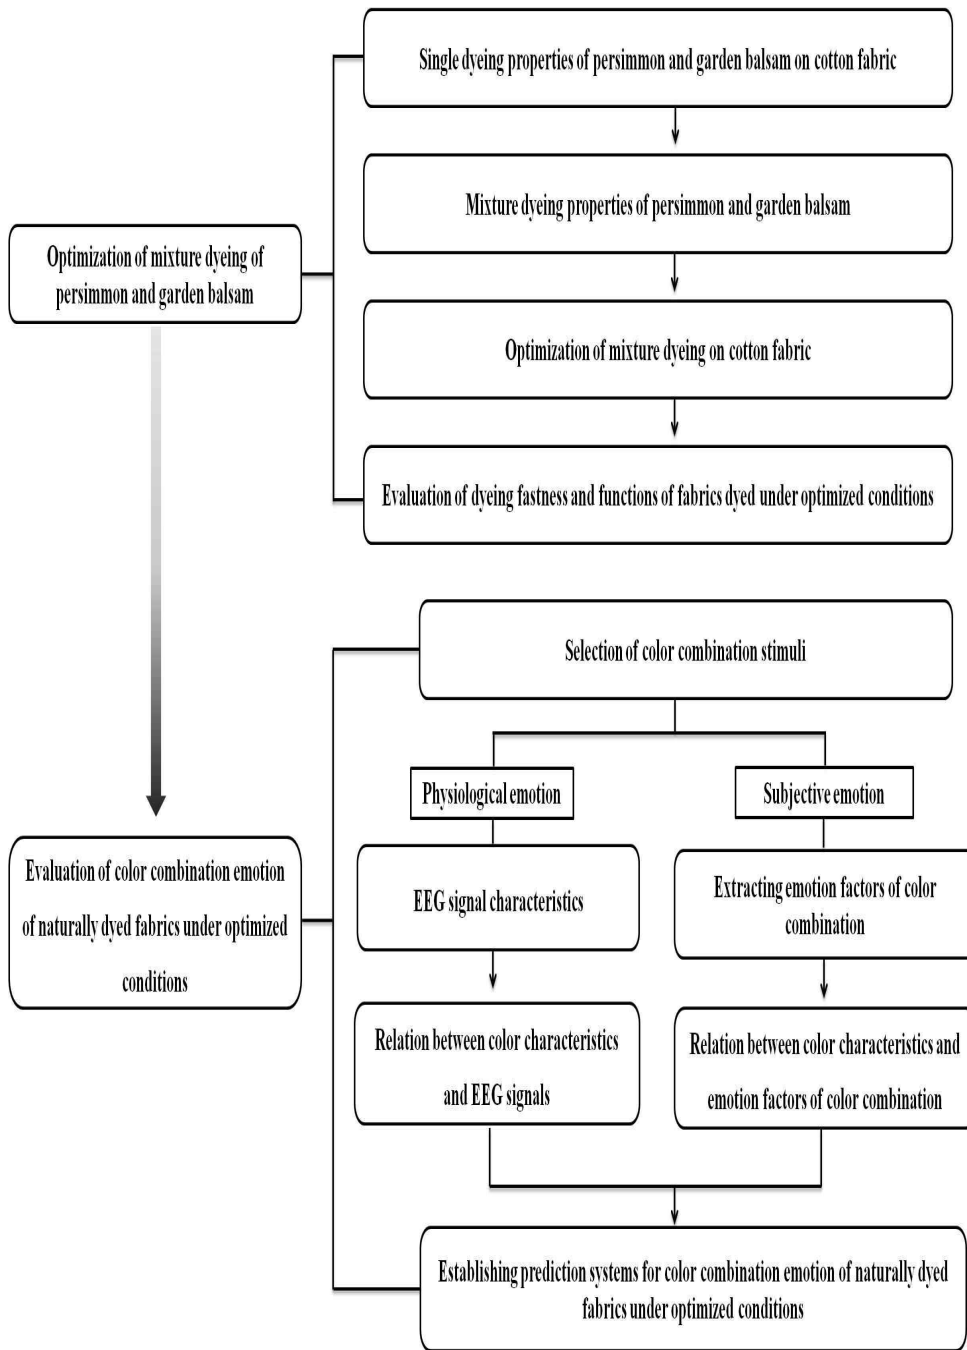 Single dyeing properties of persimmon and garden balsam on cotton fabric
Mixture dyeing properties of persimmon and garden balsam
Optimization of mixture dyeing of
persimmon and garden balsam
Optimization of mixture dyeing on cotton fabric
Evaluation of dyeing fastness and functions of fabrics dyed under optimized conditions
Selection of color combination stimuli
Physiological emotion
Subjective emotion
Evaluation of color combination emotion
of naturally dyed fabrics under optimized
conditions
EEG signal characteristics
Extracting emotion factors of color
combination
Relation between color characteristics
and EEG signals
Relation between color characteristics and
emotion factors of color combination
Establishing prediction systems for color combination emotion of naturally dyed
fabrics under optimized conditions